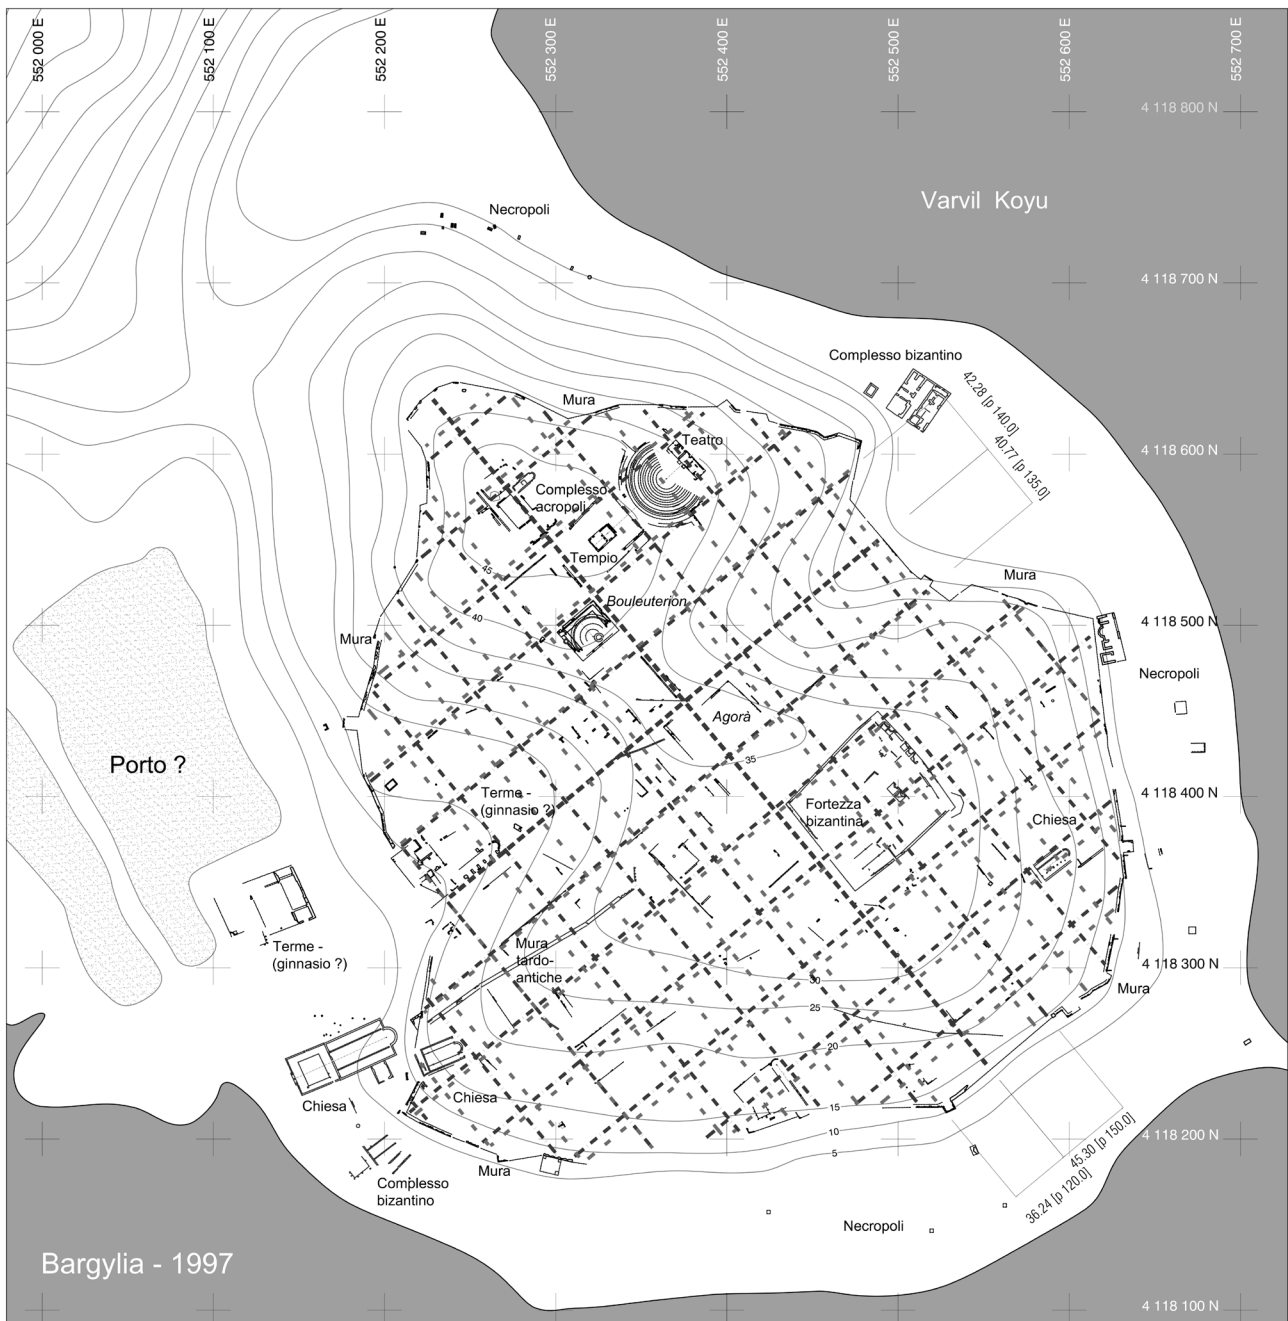 552 000 E
552 100 E
552 200 E
552 300 E
552 400 E
552 500 E
552 600 E
552 700 E
4 118 800 N
Varvil Koyu
Necropoli
4 118 700 N
Complesso bizantino
42.28 [p 140.0]
40.77 [p 135.0]
Mura
Teatro
4 118 600 N
Complesso
acropoli
Tempio
45
Mura
Bouleuterion
40
4 118 500 N
Mura
Necropoli
Agorà
35
Porto ?
Terme -
(ginnasio ?)
Fortezza
bizantina
4 118 400 N
Chiesa
Terme -
(ginnasio ?)
Mura
tardo-
antiche
4 118 300 N
30
Mura
25
20
Chiesa
Chiesa
15
10
5
4 118 200 N
45.30 [p 150.0]
36.24 [p 120.0]
Mura
Complesso
bizantino
Necropoli
Bargylia - 1997
4 118 100 N